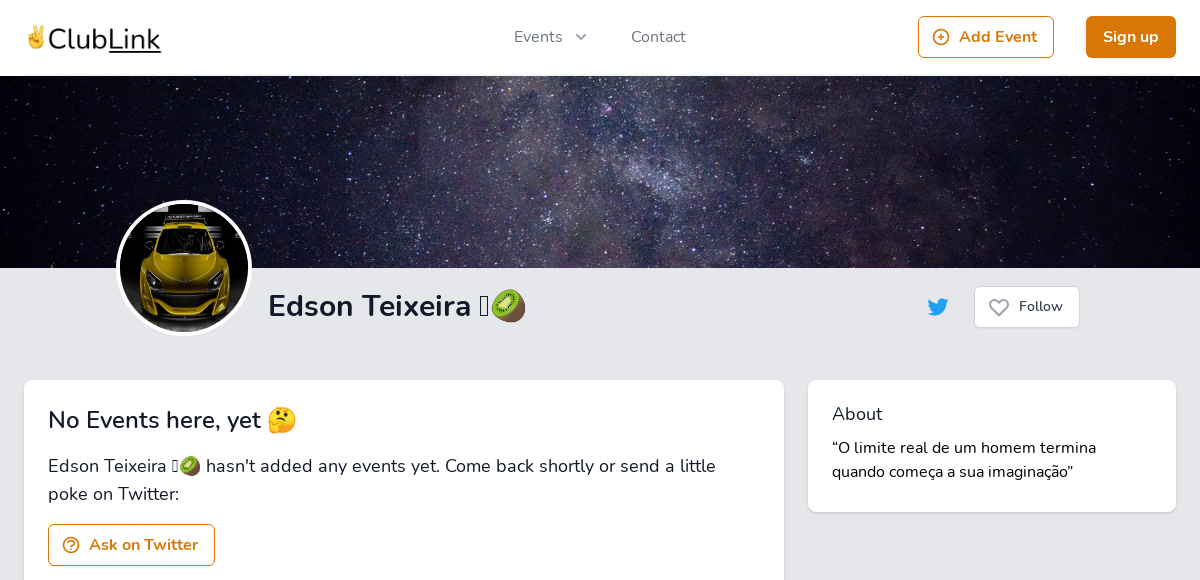 ✌️ClubLink
Events
Contact
Add Event
Sign up
Edson Teixeira 🥝
Follow
No Events here, yet 🤔
Edson Teixeira 🥝 hasn't added any events yet. Come back shortly or send a little
poke on Twitter:
Ask on Twitter
About
“O limite real de um homem termina
quando começa a sua imaginação”